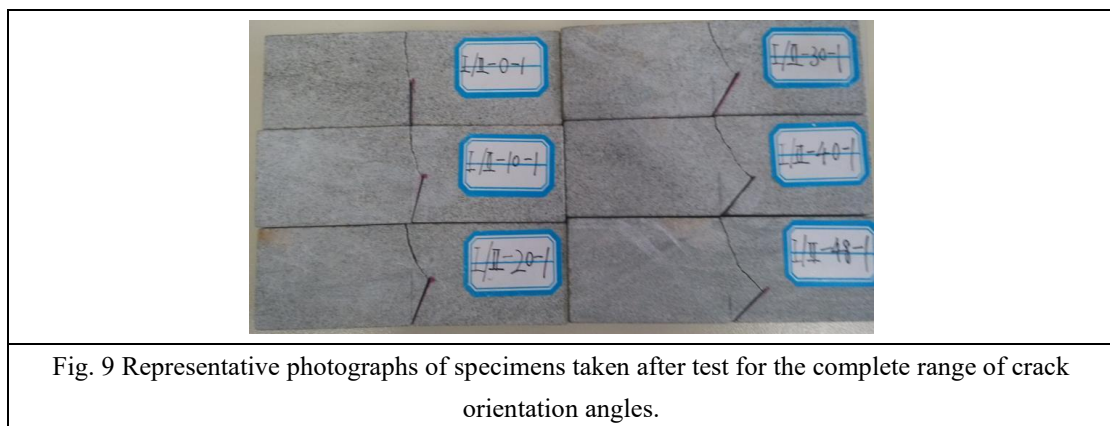 I/II-0-1
I/II-30-1
I/II-10-1
I/II-40-1
I/II-20-1
I/II-48-1
Fig. 9 Representative photographs of specimens taken after test for the complete range of crack
orientation angles.